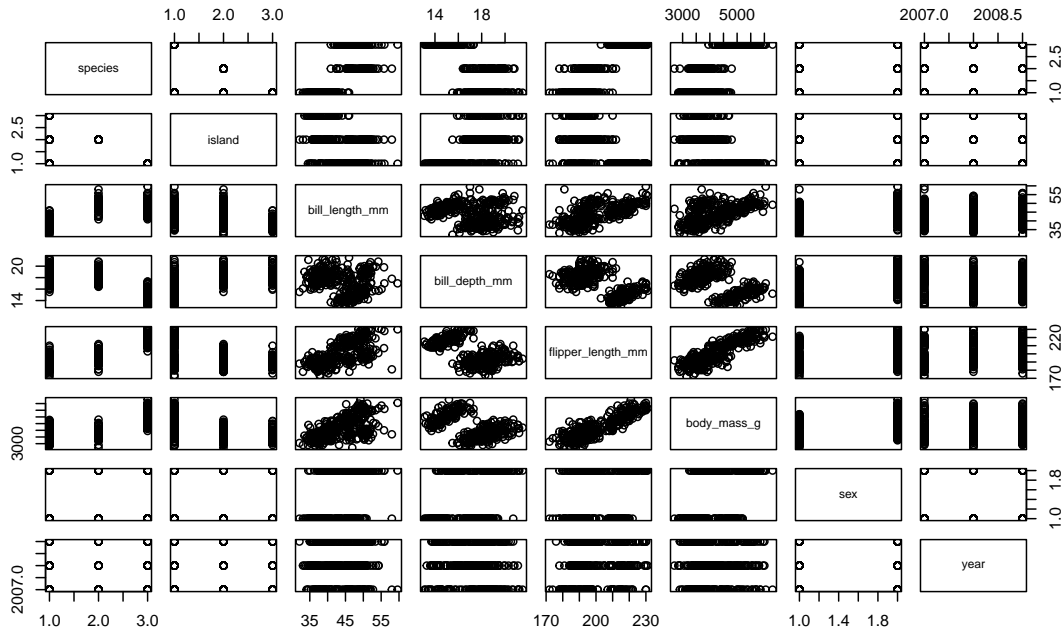 1.0 2.0 3.0 14 18 3000 5000 2007.0 2008.5
species 1.0 2.5
1.0 2.5 island
bill_length_mm 35 55
14 20 bill_depth_mm
flipper_length_mm 170 220
3000 body_mass_g
sex 1.0 1.8
2007.0 year
1.0 2.0 3.0 35 45 55 170 200 230 1.0 1.4 1.8